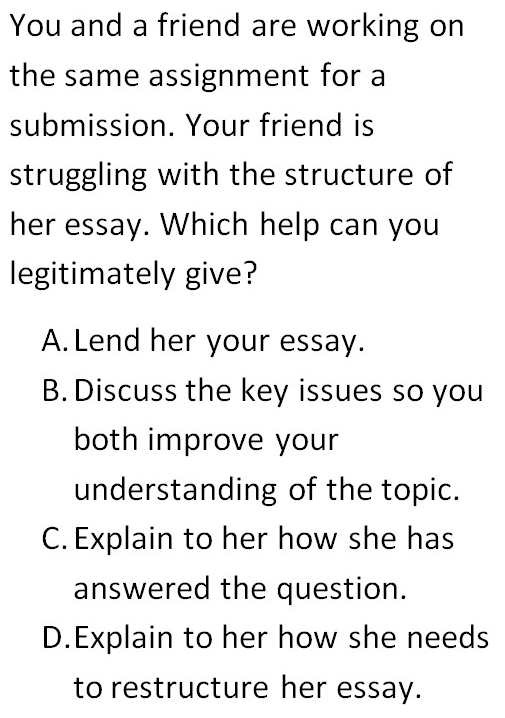 You and a friend are working on
the same assignment for a
submission. Your friend is
struggling with the structure of
her essay. Which help can you
legitimately give?
A. Lend her your essay.
B. Discuss the key issues so you
both improve your
understanding of the topic.
C. Explain to her how she has
answered the question.
D. Explain to her how she needs
to restructure her essay.